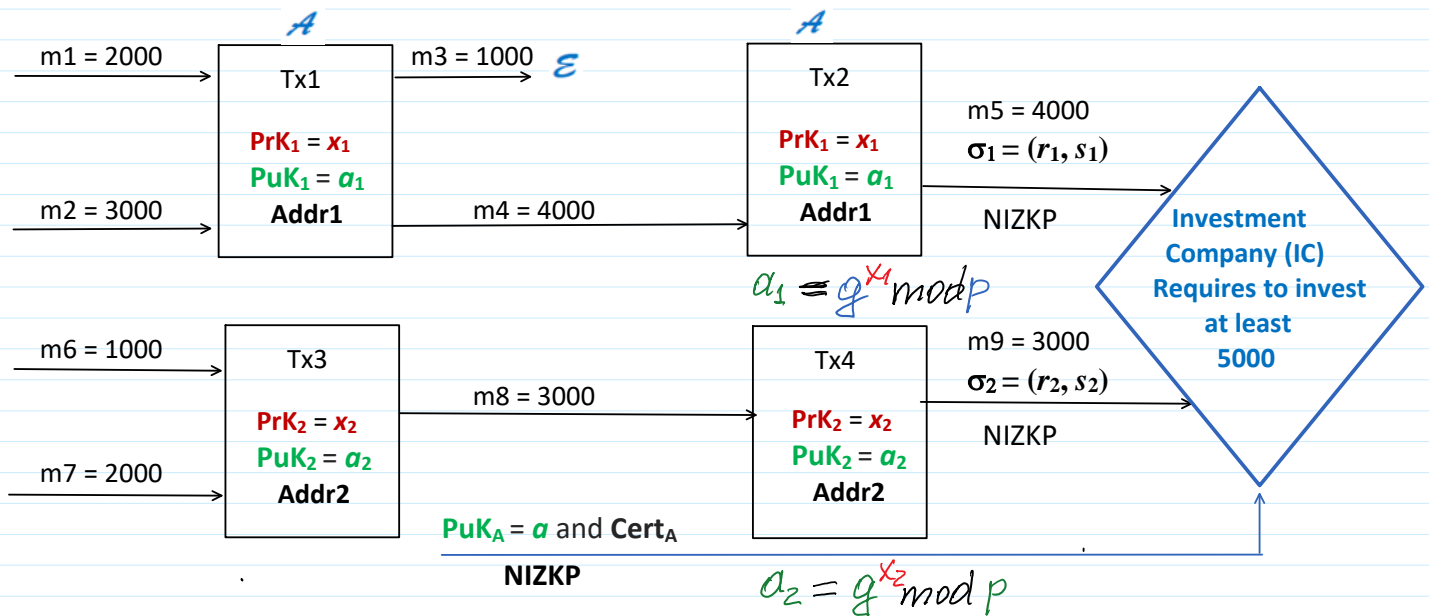 A
A
m1 = 2000
m3 = 1000
E
Tx1
Tx2
PrK₁ = x₁
PuK₁ = a₁
Addr1
PrK₁ = x₁
PuK₁ = a₁
Addr1
m2 = 3000
m4 = 4000
m5 = 4000
σ₁ = (r₁, s₁)
NIZKP
a₁ = g^x₁ mod p
Investment
Company (IC)
Requires to invest
at least
5000
m6 = 1000
Tx3
Tx4
PrK₂ = x₂
PuK₂ = a₂
Addr2
PrK₂ = x₂
PuK₂ = a₂
Addr2
m7 = 2000
m8 = 3000
m9 = 3000
σ₂ = (r₂, s₂)
NIZKP
PuK_A = a and Cert_A
NIZKP
a₂ = g^x₂ mod p